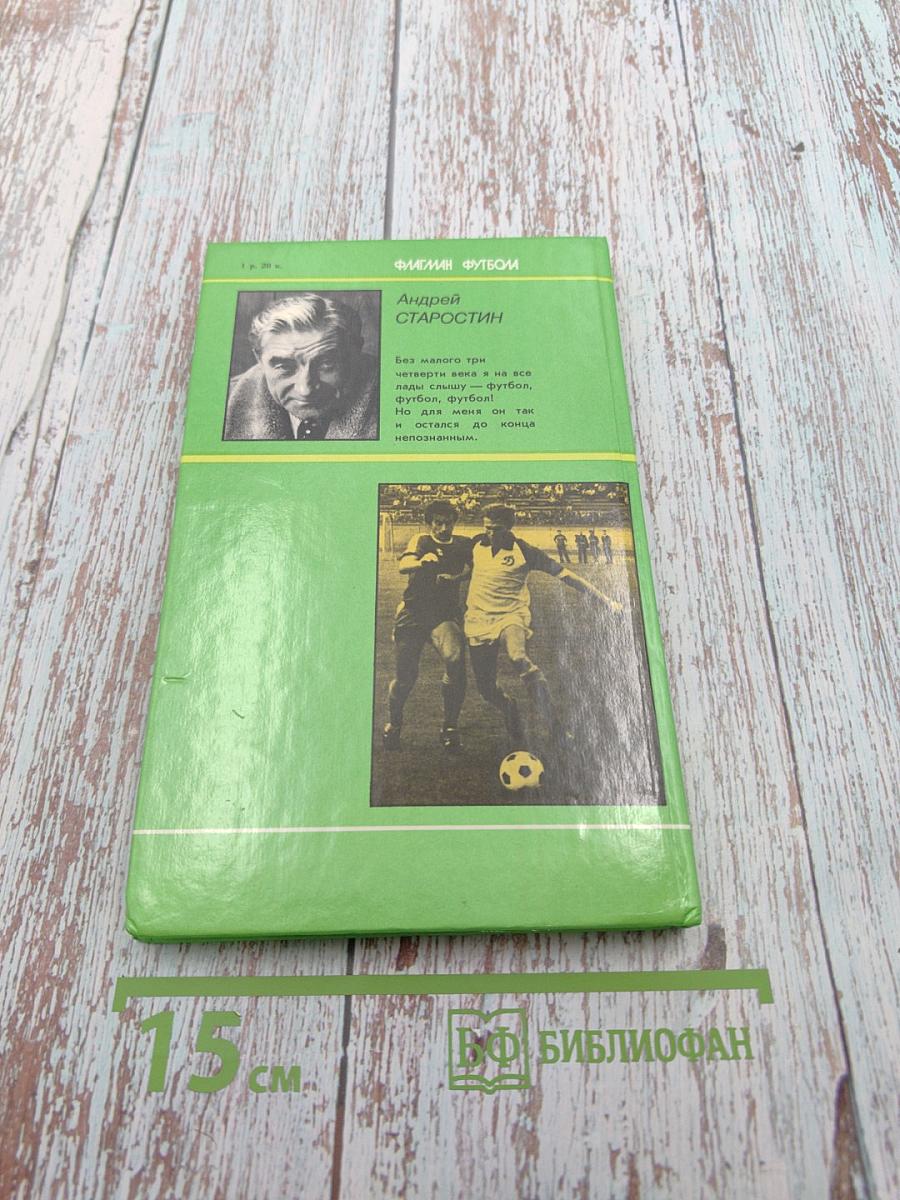 1 р. 20 к.
ФЛАГМАН ФУТБОЛА
Андрей
СТАРОСТИН
Без малого три
четверти века я на все
лады слышу — футбол,
футбол, футбол!
Но для меня он так
и остался до конца
непознанным.
Д
15 см
БФ БИБЛИОФАН